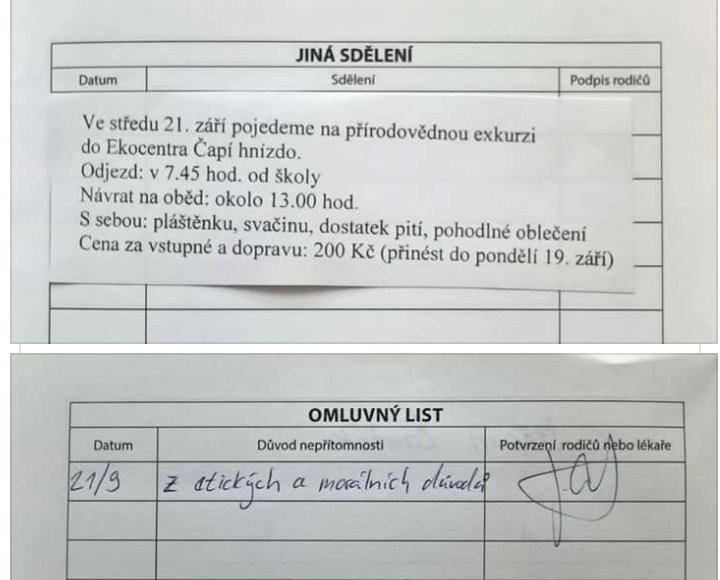 JINÁ SDĚLENÍ
Datum Sdělení Podpis rodičů
Ve středu 21. září pojedeme na přírodovědnou exkurzi
do Ekocentra Čapí hnízdo.
Odjezd: v 7.45 hod. od školy
Návrat na oběd: okolo 13.00 hod.
S sebou: pláštěnku, svačinu, dostatek pití, pohodlné oblečení
Cena za vstupné a dopravu: 200 Kč (přinést do pondělí 19. září)
OMLUVNÝ LIST
Datum Důvod nepřítomnosti Potvrzení rodičů nebo lékaře
21/9 z etických a morálních důvodů